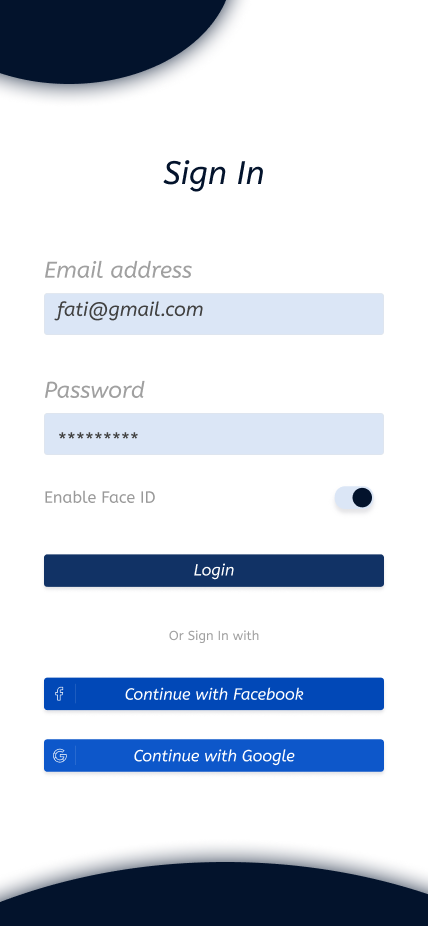 Sign In
Email address
fati@gmail.com
Password
*********
Enable Face ID
Login
Or Sign In with
Continue with Facebook
Continue with Google